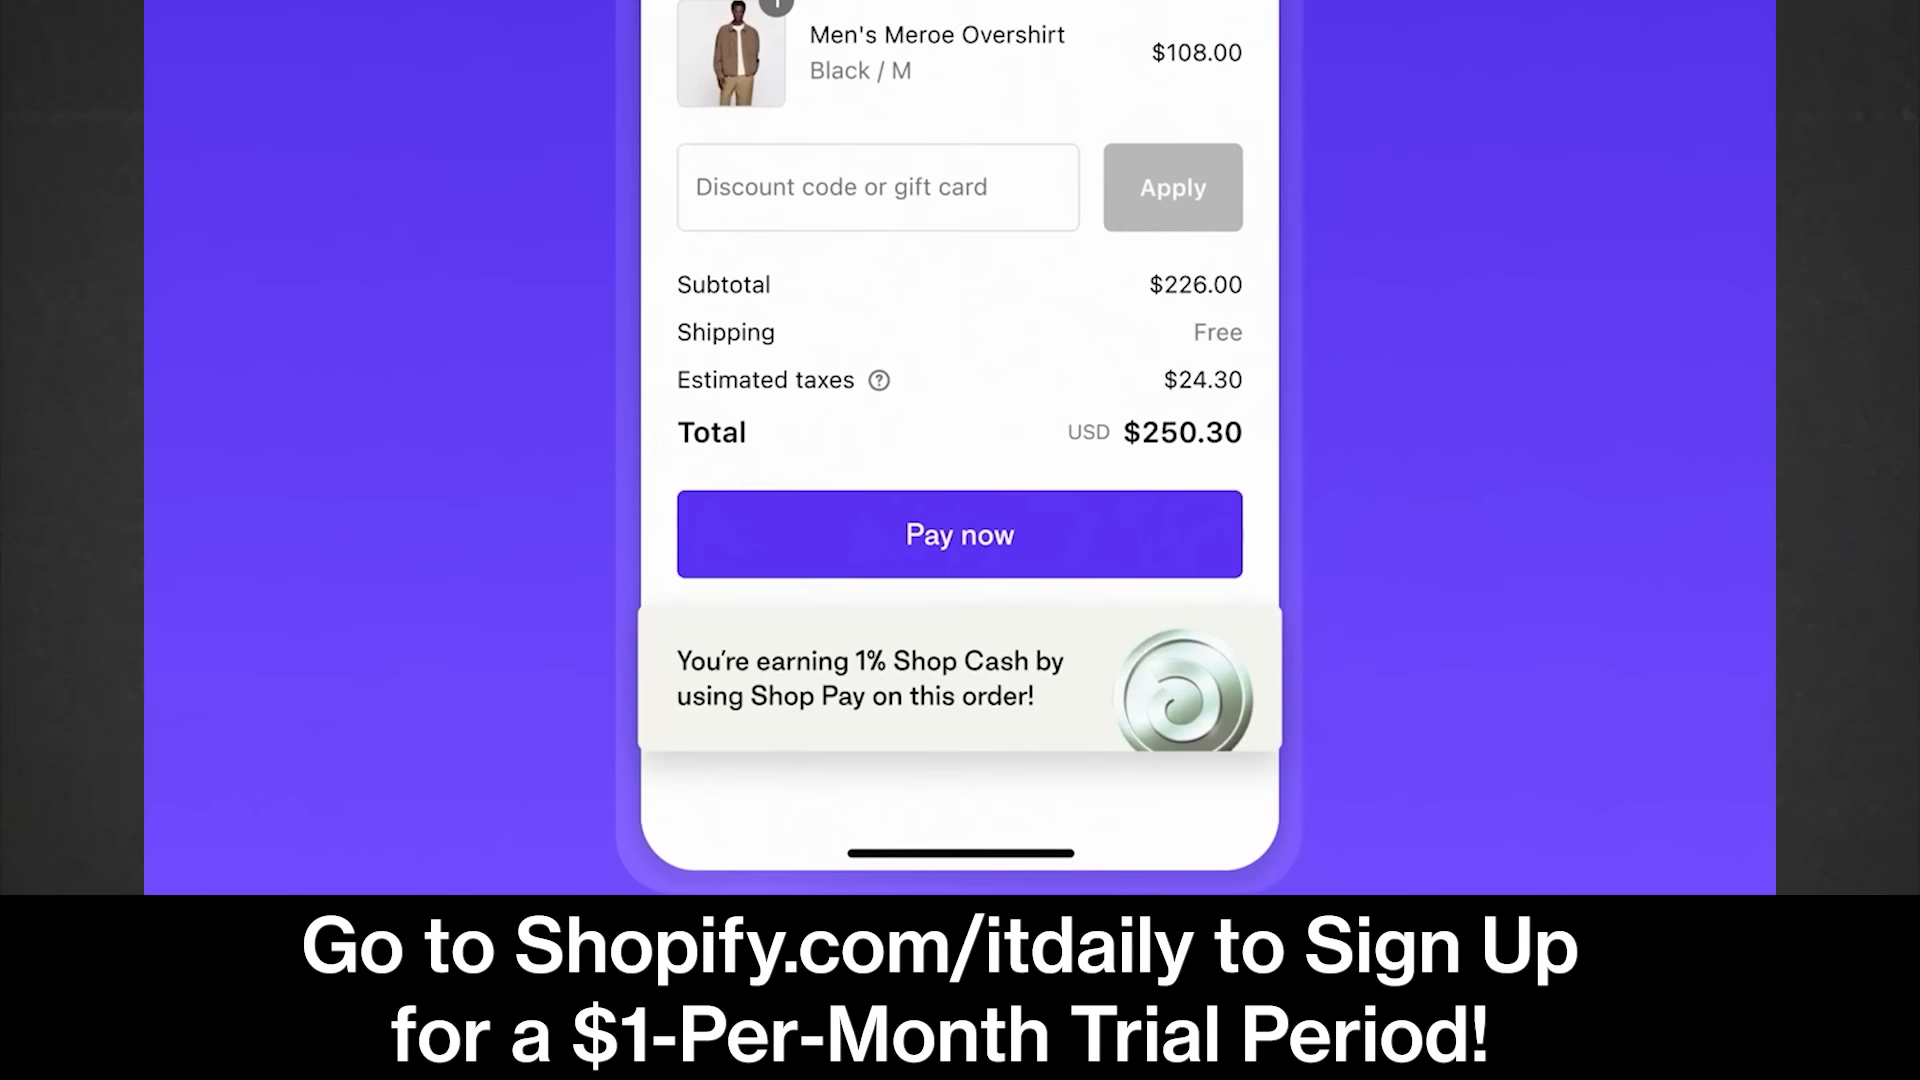 Men's Meroe Overshirt
$108.00
Black / M
Discount code or gift card
Apply
Subtotal
$226.00
Shipping
Free
Estimated taxes ?
$24.30
Total
USD $250.30
Pay now
You're earning 1% Shop Cash by
using Shop Pay on this order!
Go to Shopify.com/itdaily to Sign Up
for a $1-Per-Month Trial Period!